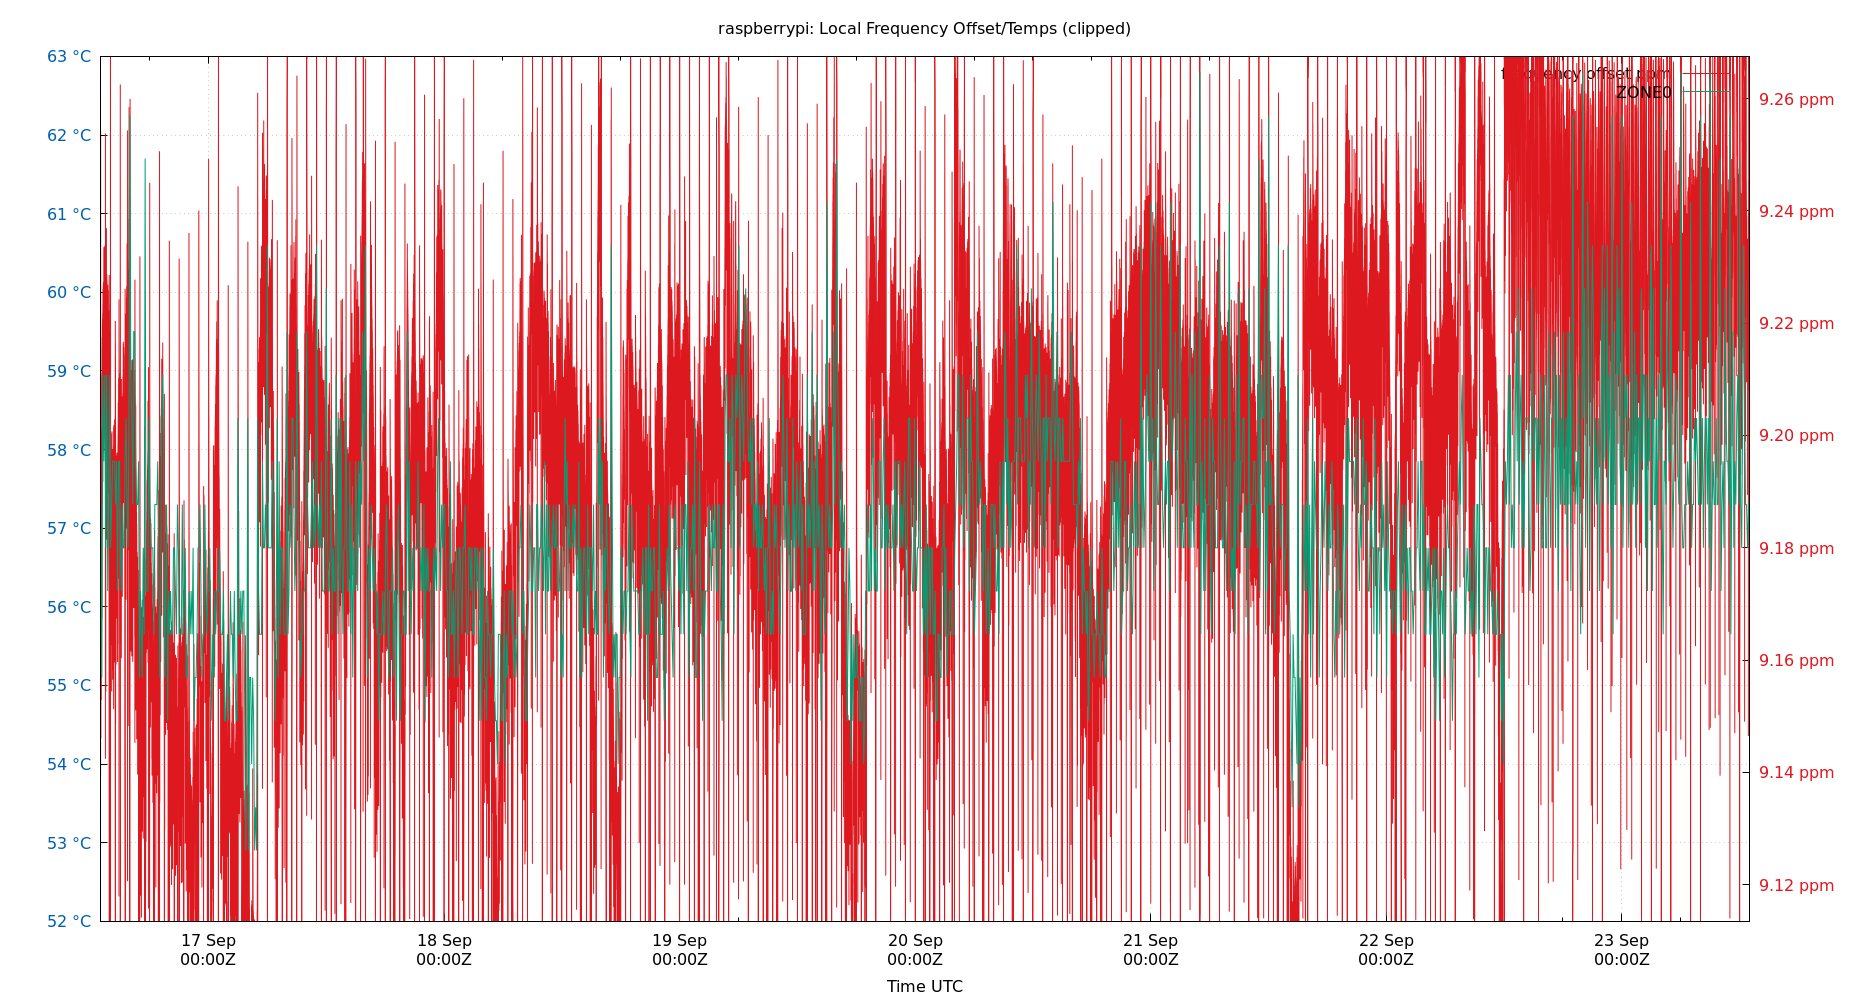 raspberrypi: Local Frequency Offset/Temps (clipped)
63 °C
62 °C
61 °C
60 °C
59 °C
58 °C
57 °C
56 °C
55 °C
54 °C
53 °C
52 °C
frequency offset ppm
ZONE0
9.26 ppm
9.24 ppm
9.22 ppm
9.20 ppm
9.18 ppm
9.16 ppm
9.14 ppm
9.12 ppm
17 Sep
00:00Z
18 Sep
00:00Z
19 Sep
00:00Z
20 Sep
00:00Z
21 Sep
00:00Z
22 Sep
00:00Z
23 Sep
00:00Z
Time UTC